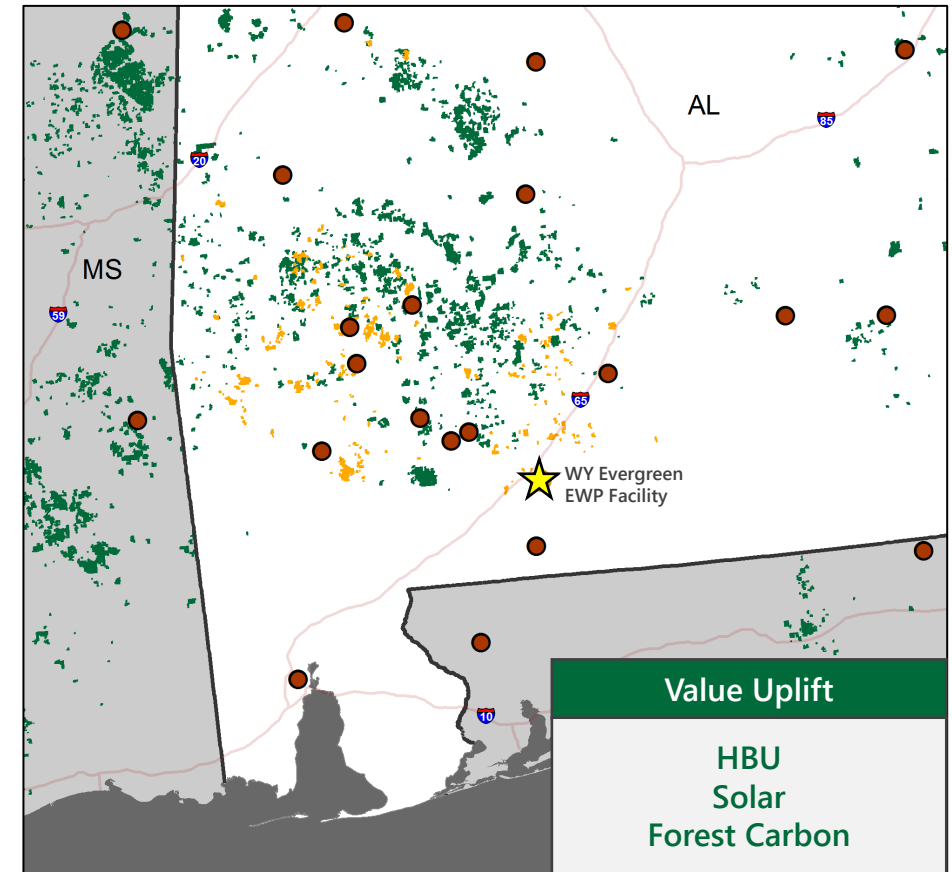 AL
85
20
MS
59
65
WY Evergreen
EWP Facility
10
Value Uplift
HBU
Solar
Forest Carbon